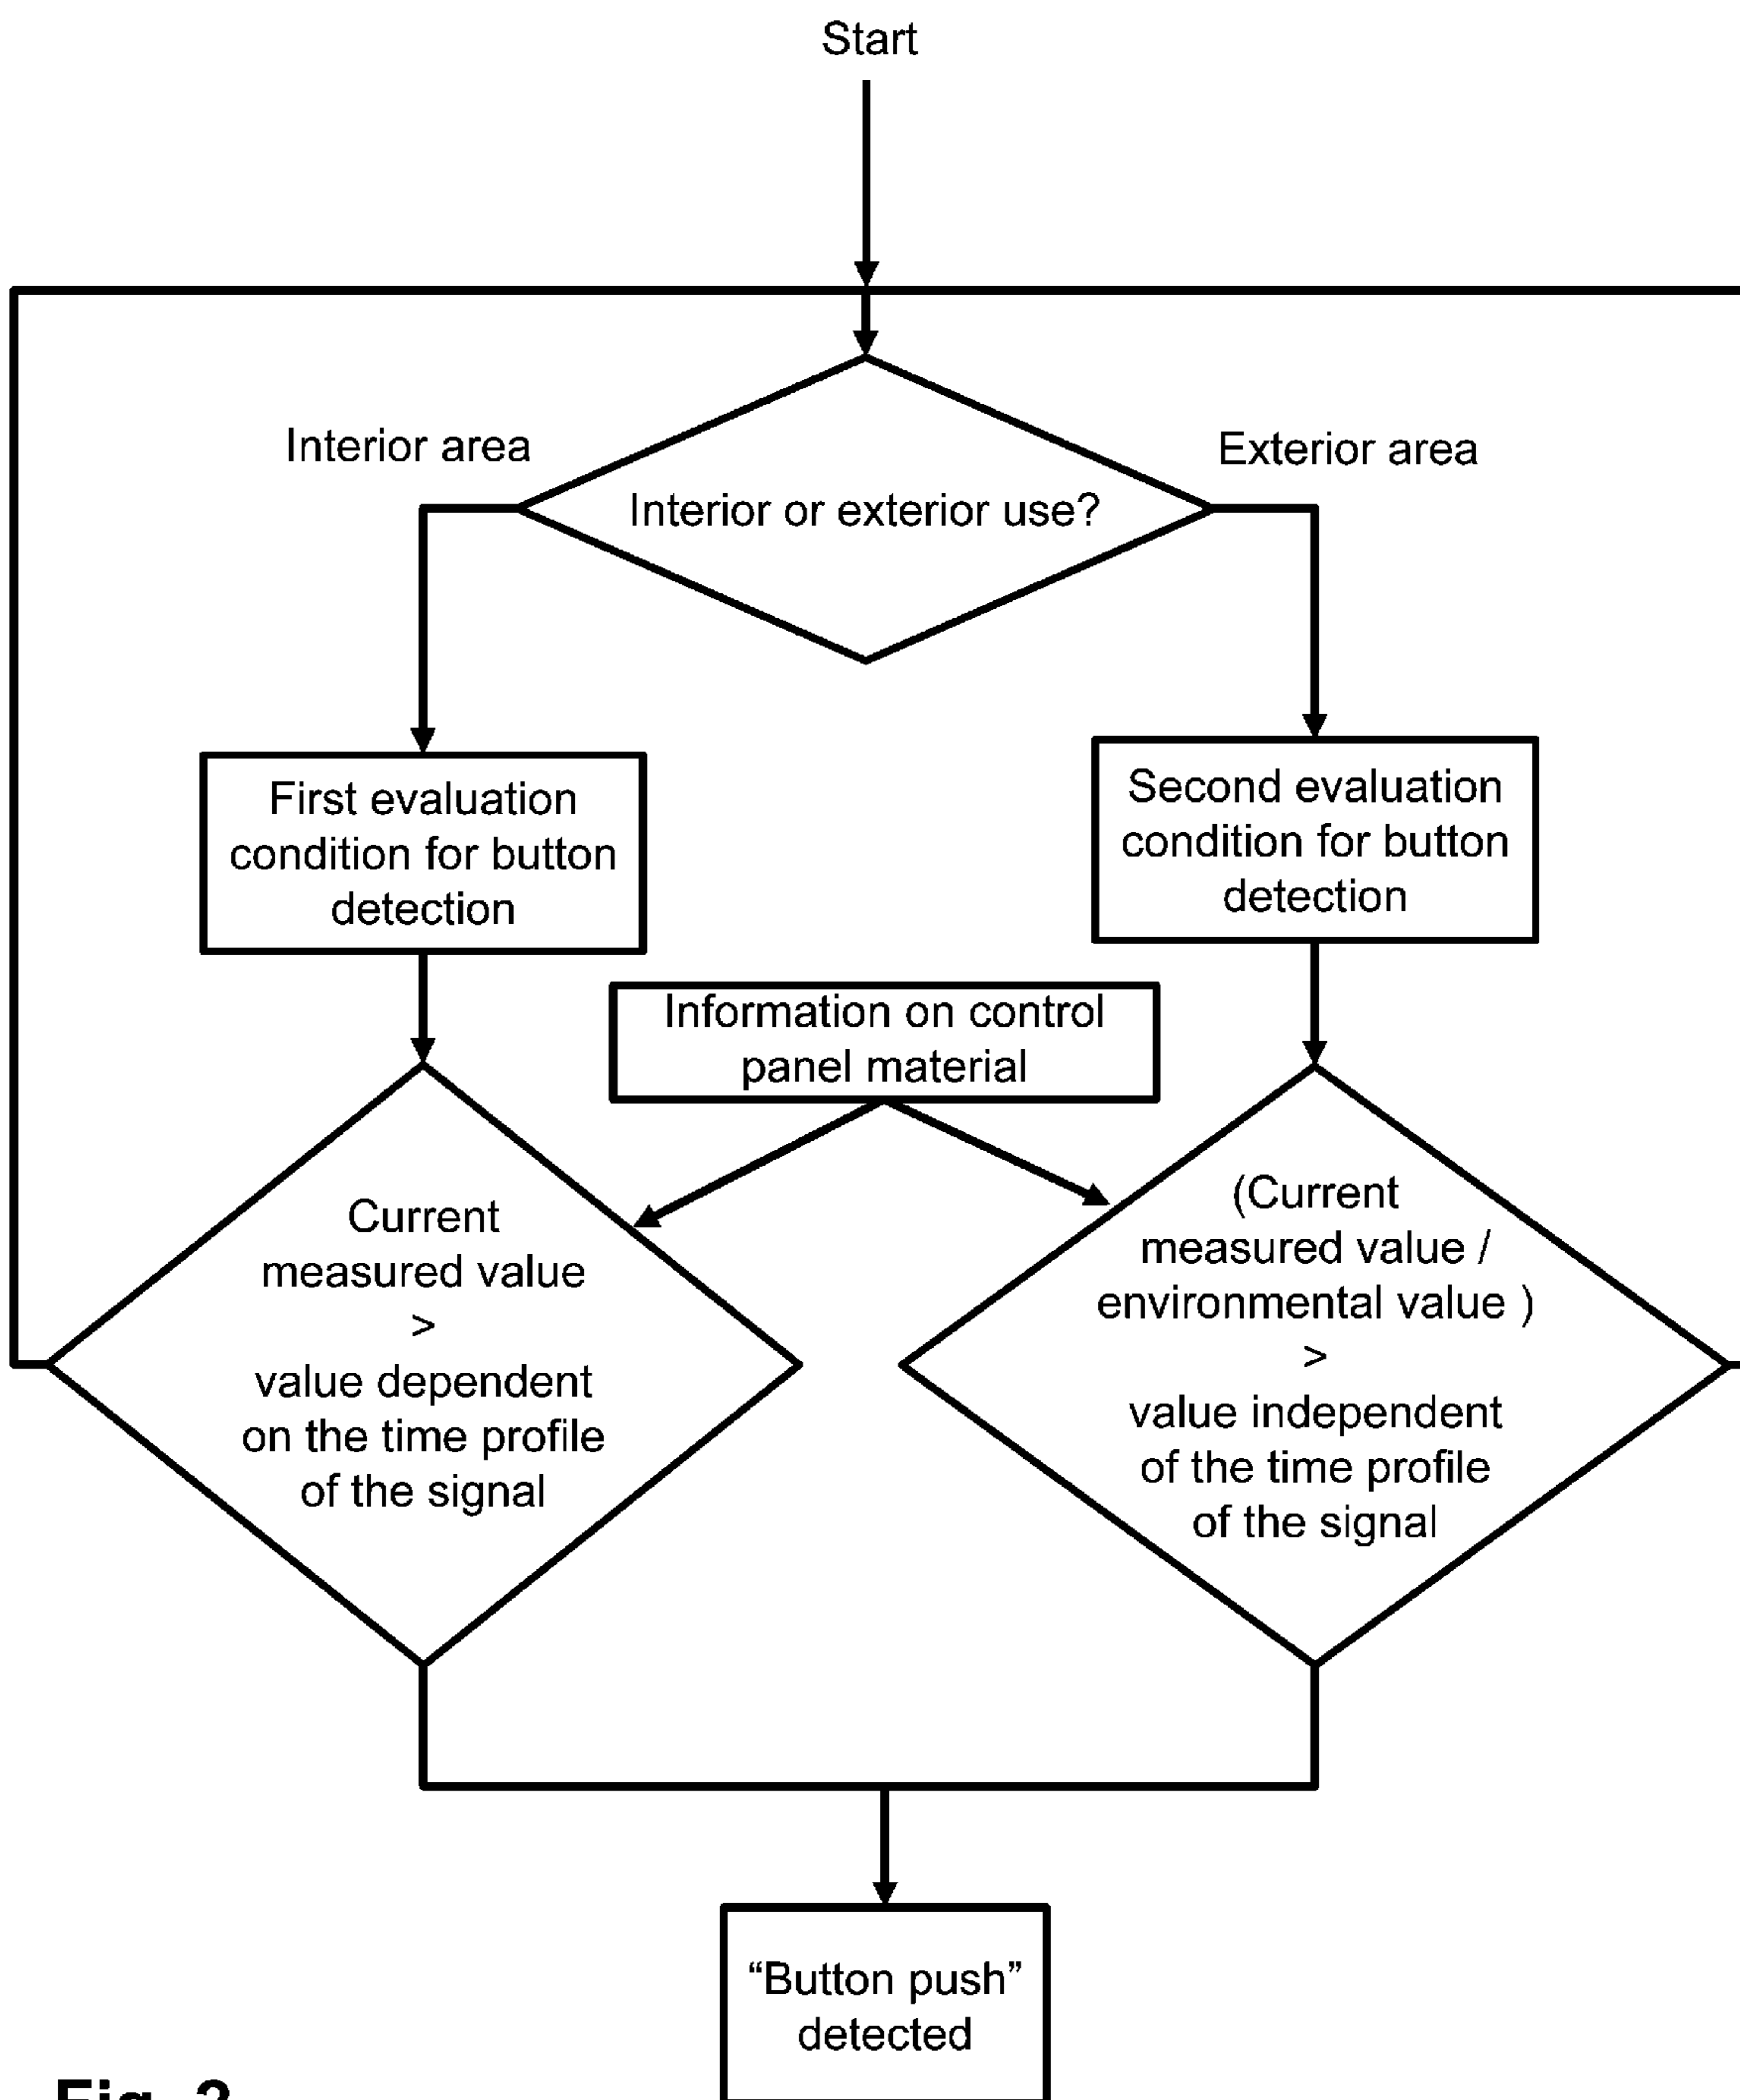 Start
Interior area
Exterior area
Interior or exterior use?
First evaluation
condition for button
detection
Second evaluation
condition for button
detection
Information on control
panel material
Current
measured value
>
value dependent
on the time profile
of the signal
(Current
measured value /
environmental value )
>
value independent
of the time profile
of the signal
“Button push”
detected
Fig. 2